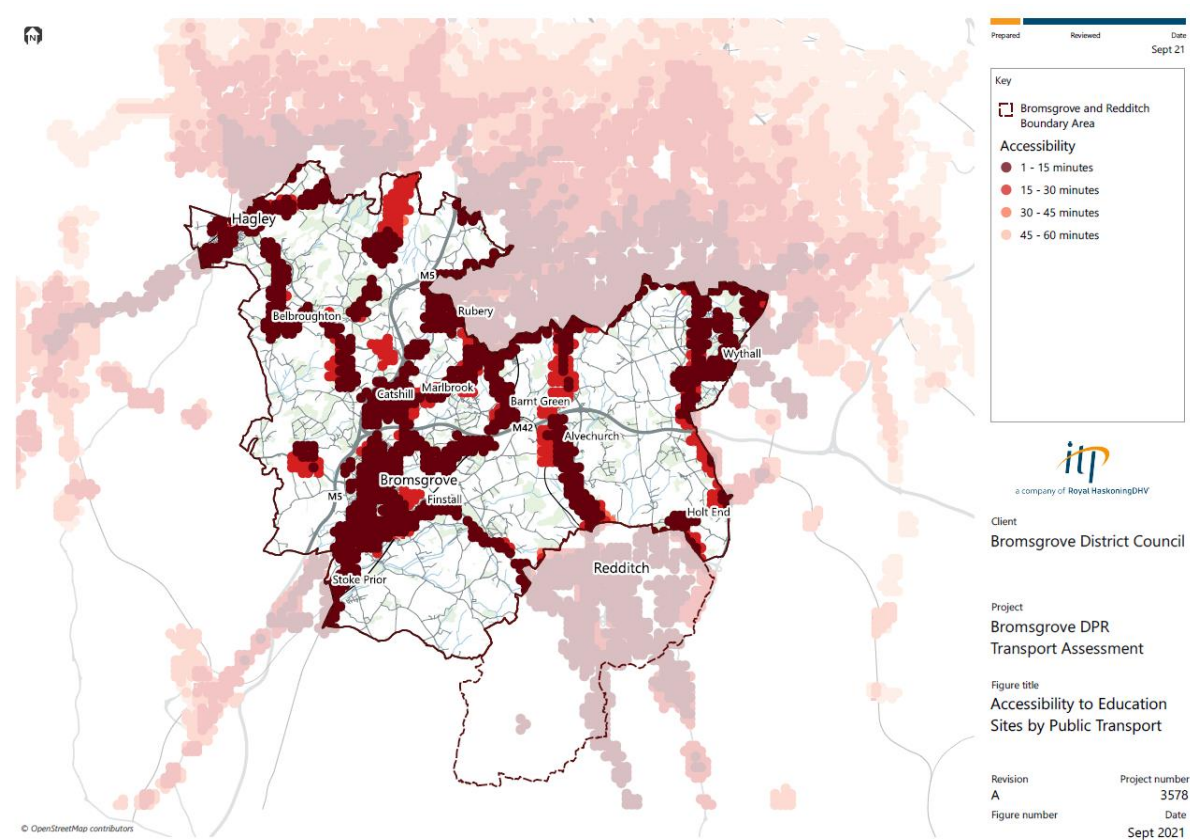 N
Hagley
M5
Belbroughton
Rubery
Wythall
Catshill
Marlbrook
Barnt Green
M42
Alvechurch
Bromsgrove
M5
Finstall
Holt End
Stoke Prior
Redditch
© OpenStreetMap contributors
Prepared
Reviewed
Date
Sept 21
Key
Bromsgrove and Redditch
Boundary Area
Accessibility
1 - 15 minutes
15 - 30 minutes
30 - 45 minutes
45 - 60 minutes
itp
a company of Royal HaskoningDHV
Client
Bromsgrove District Council
Project
Bromsgrove DPR
Transport Assessment
Figure title
Accessibility to Education
Sites by Public Transport
Revision
Project number
A
3578
Figure number
Date
Sept 2021